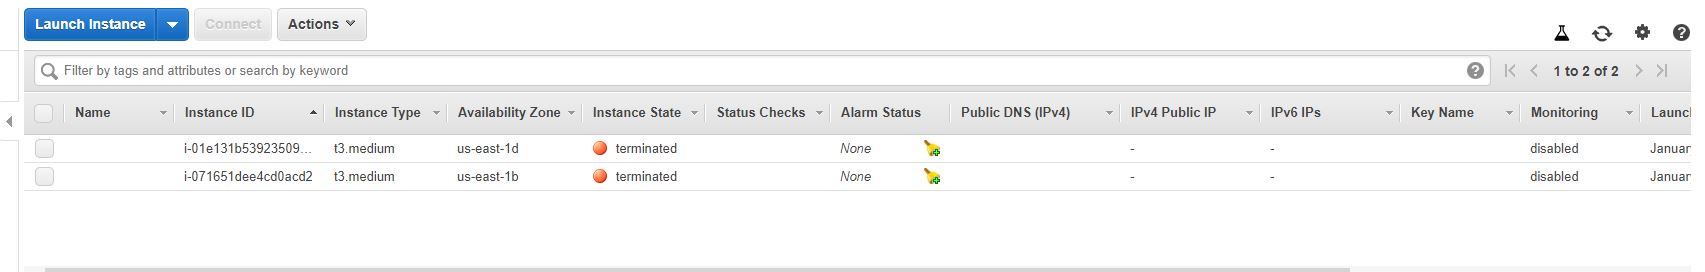 Launch Instance Connect Actions
Filter by tags and attributes or search by keyword ? 1 to 2 of 2 ?
Name Instance ID Instance Type Availability Zone Instance State Status Checks Alarm Status Public DNS (IPv4) IPv4 Public IP IPv6 IPs Key Name Monitoring Launc
i-01e131b53923509... t3.medium us-east-1d terminated None - - disabled Januar
i-071651dee4cd0acd2 t3.medium us-east-1b terminated None - - disabled Januar